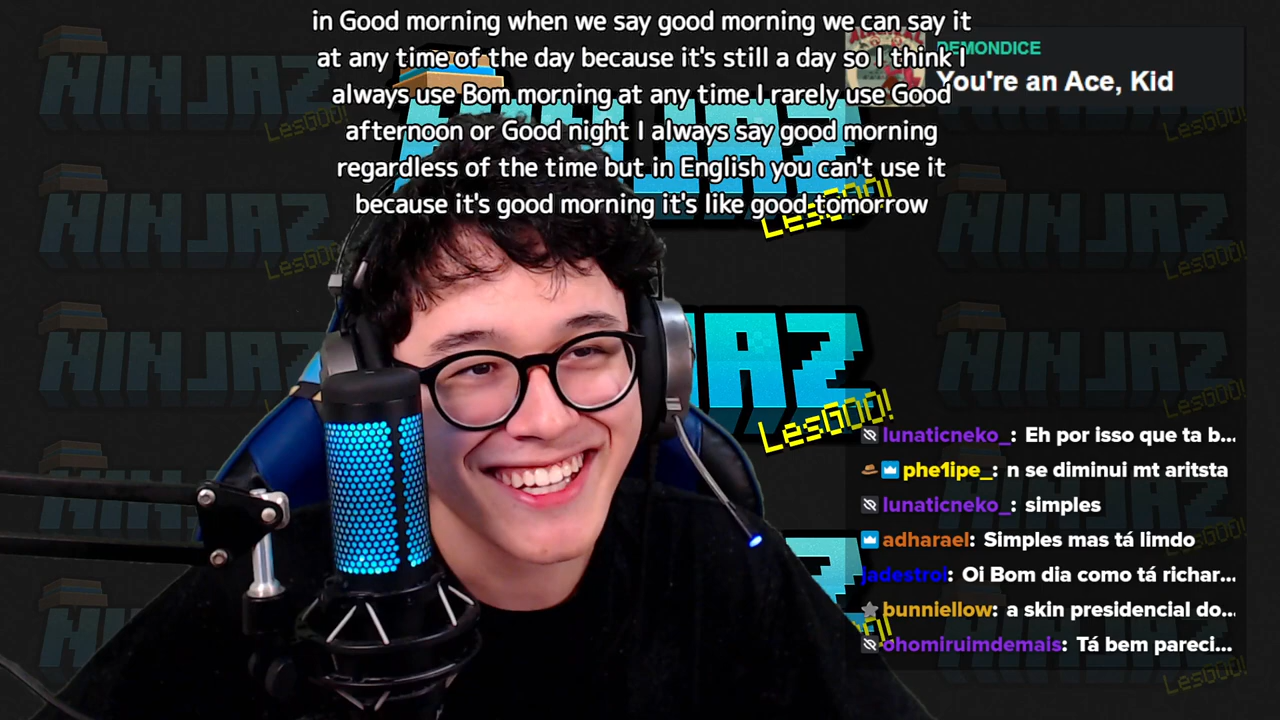 in Good morning when we say good morning we can say it
at any time of the day because it's still a day so I think I
always use Bom morning at any time I rarely use Good
afternoon or Good night I always say good morning
regardless of the time but in English you can't use it
because it's good morning it's like good tomorrow
DEMONDICE
You're an Ace, Kid
NINJAZ
LesGOO!
JAZ
LesGOO!
lunaticneko_: Eh por isso que ta b...
phe1ipe_: n se diminui mt aritsta
lunaticneko_: simples
adharael: Simples mas tá limdo
jadestrol: Oi Bom dia como tá richar...
bunniellow: a skin presidencial do...
ohomiruimdemais: Tá bem pareci...